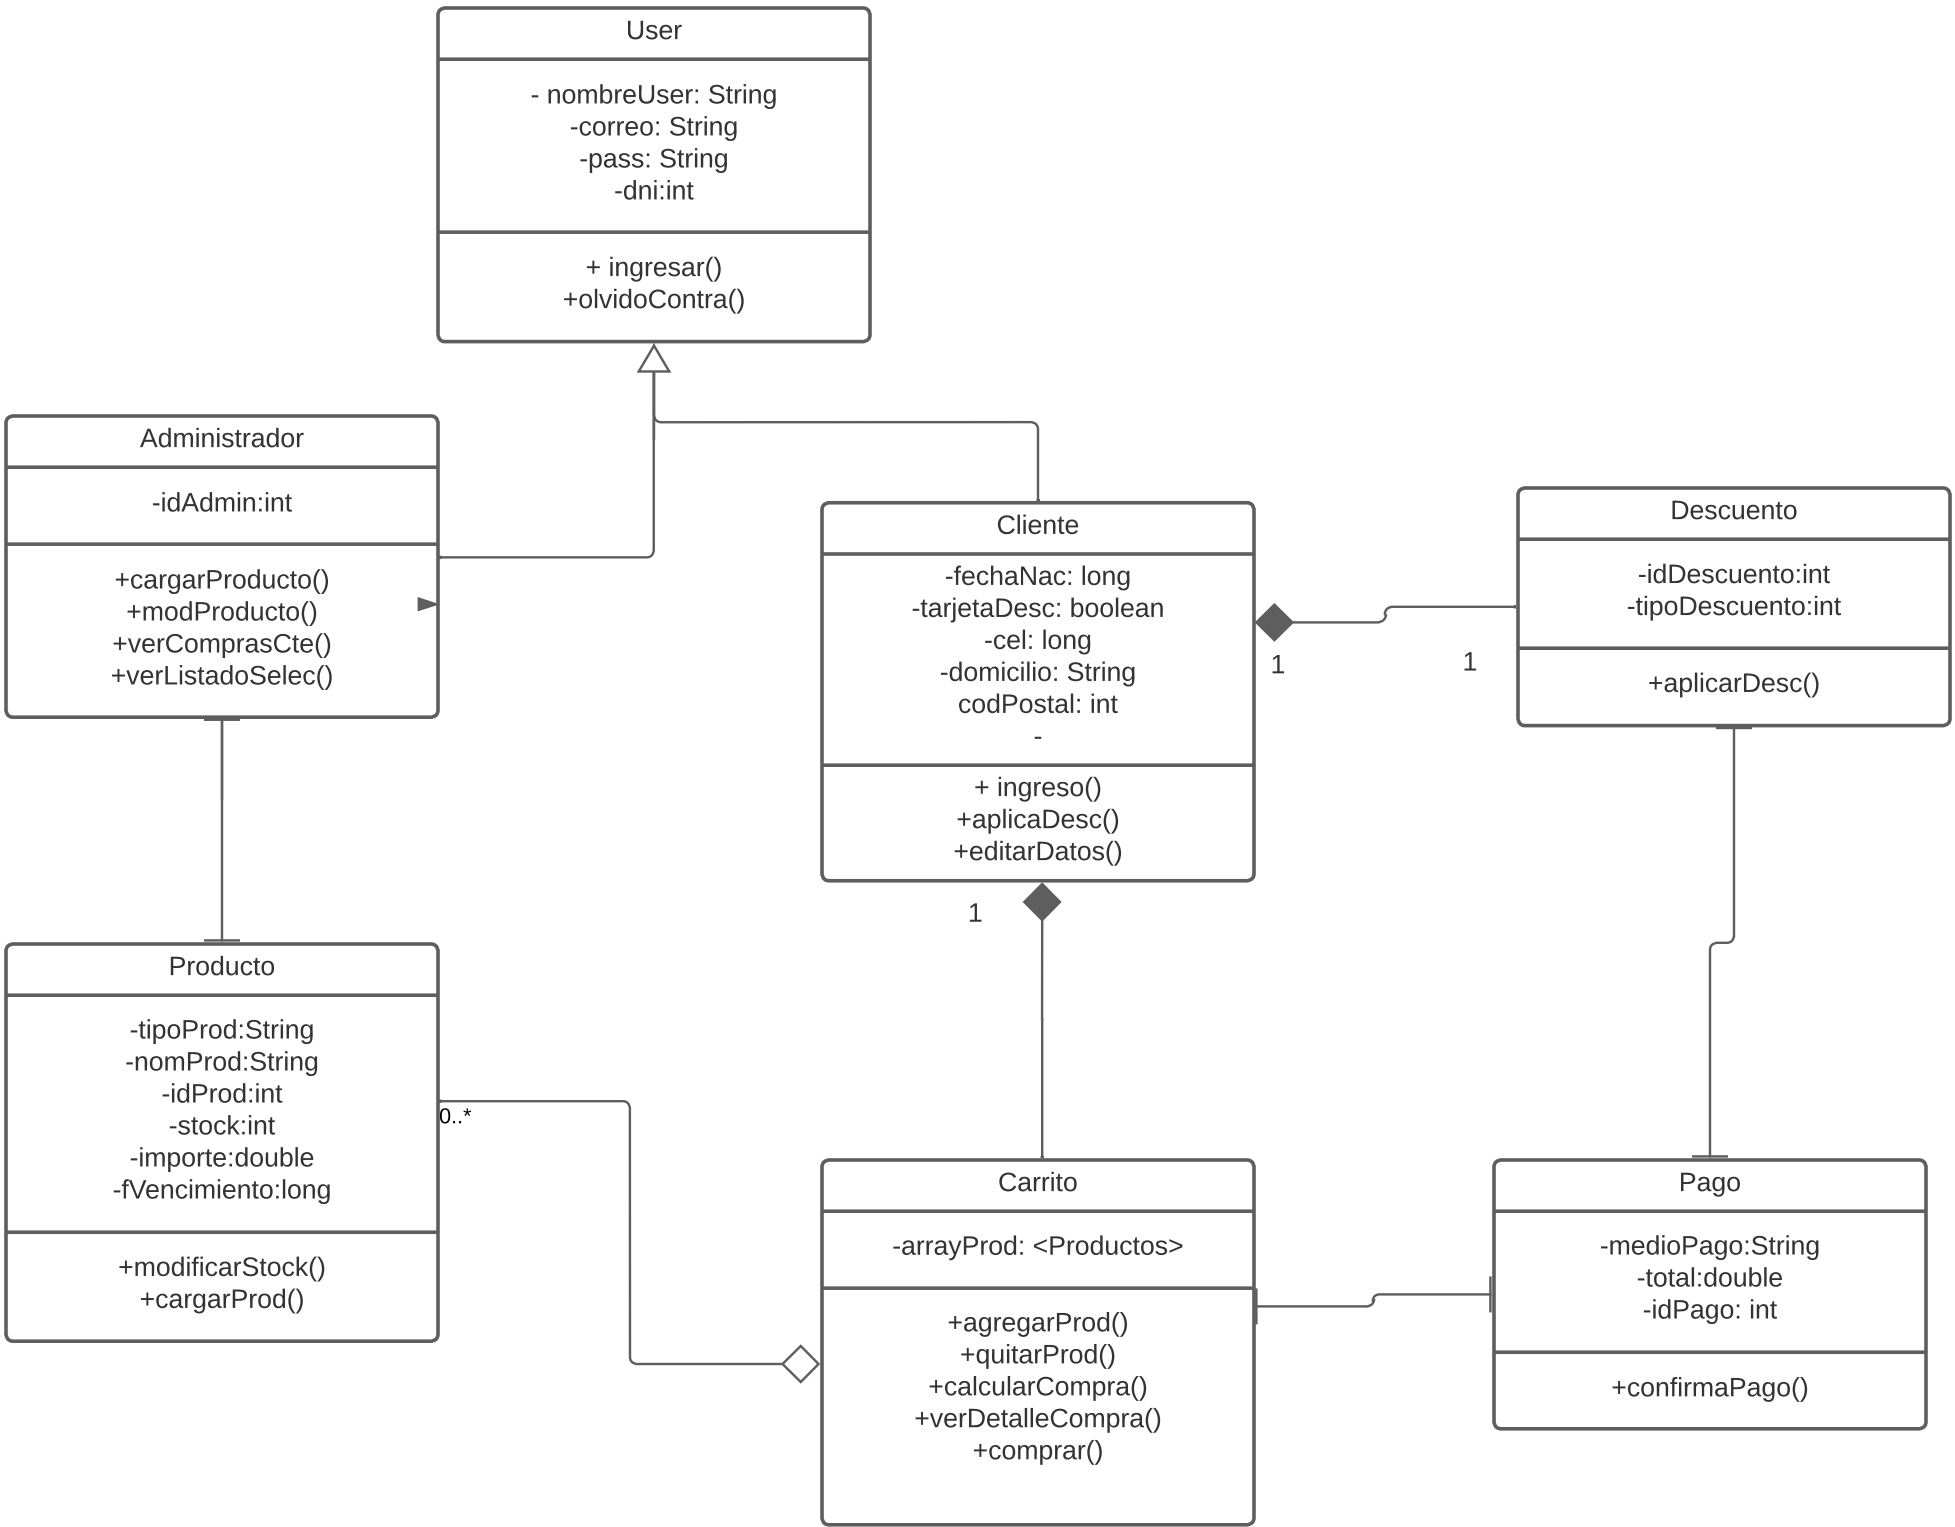 User
- nombreUser: String
-correo: String
-pass: String
-dni:int
+ ingresar()
+olvidoContra()
Administrador
-idAdmin:int
+cargarProducto()
+modProducto()
+verComprasCte()
+verListadoSelec()
Cliente
-fechaNac: long
-tarjetaDesc: boolean
-cel: long
-domicilio: String
codPostal: int
-
+ ingreso()
+aplicaDesc()
+editarDatos()
1
1
1
Descuento
-idDescuento:int
-tipoDescuento:int
+aplicarDesc()
Producto
-tipoProd:String
-nomProd:String
-idProd:int
-stock:int
-importe:double
-fVencimiento:long
+modificarStock()
+cargarProd()
0..*
Carrito
-arrayProd: <Productos>
+agregarProd()
+quitarProd()
+calcularCompra()
+verDetalleCompra()
+comprar()
Pago
-medioPago:String
-total:double
-idPago: int
+confirmaPago()